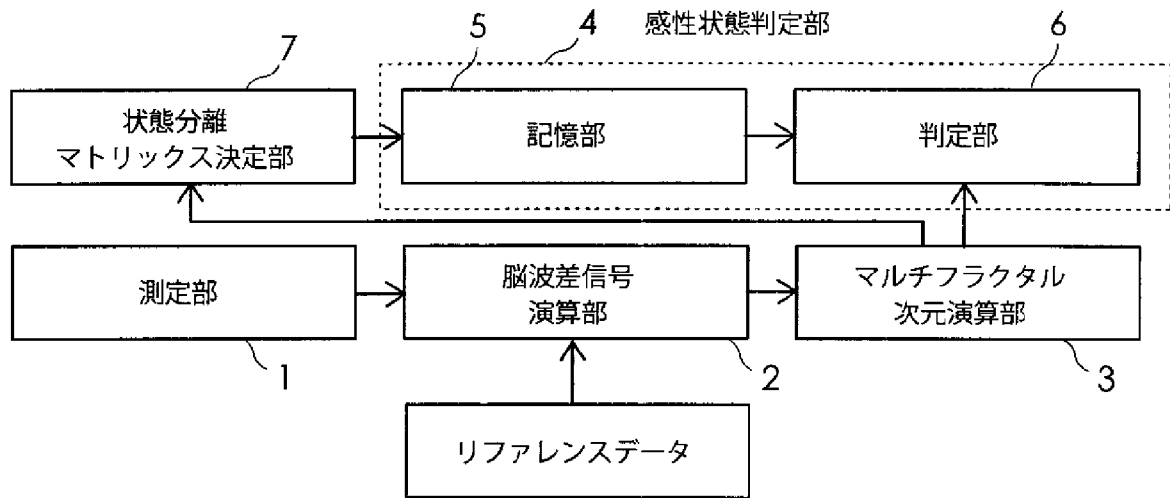 感性状態判定部
4
5
6
7
状態分離
マトリックス決定部
記憶部
判定部
測定部
脳波差信号
演算部
マルチフラクタル
次元演算部
1
2
3
リファレンスデータ